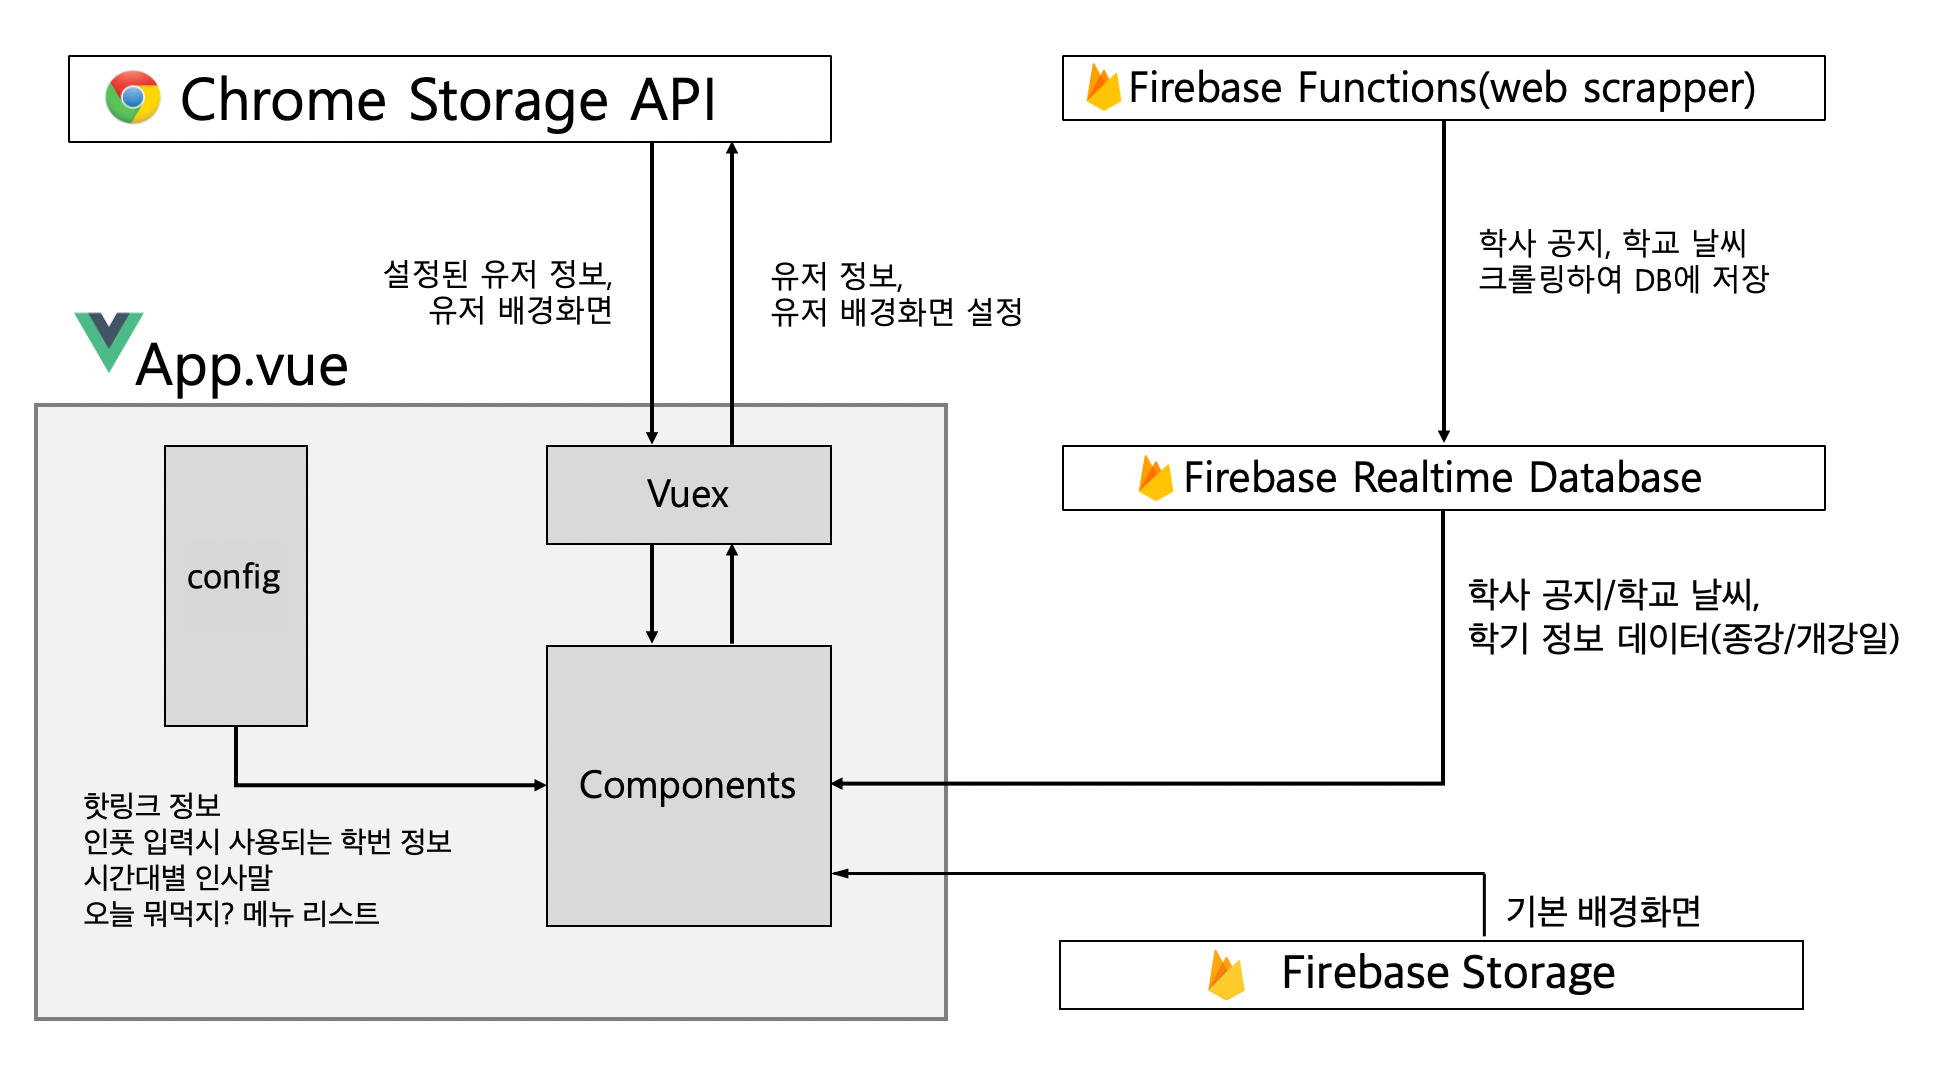 Chrome Storage API
Firebase Functions(web scrapper)
설정된 유저 정보,
유저 배경화면
유저 정보,
유저 배경화면 설정
학사 공지, 학교 날씨
크롤링하여 DB에 저장
App.vue
config
Vuex
Firebase Realtime Database
학사 공지/학교 날씨,
학기 정보 데이터(종강/개강일)
Components
핫링크 정보
인풋 입력시 사용되는 학번 정보
시간대별 인사말
오늘 뭐먹지? 메뉴 리스트
기본 배경화면
Firebase Storage